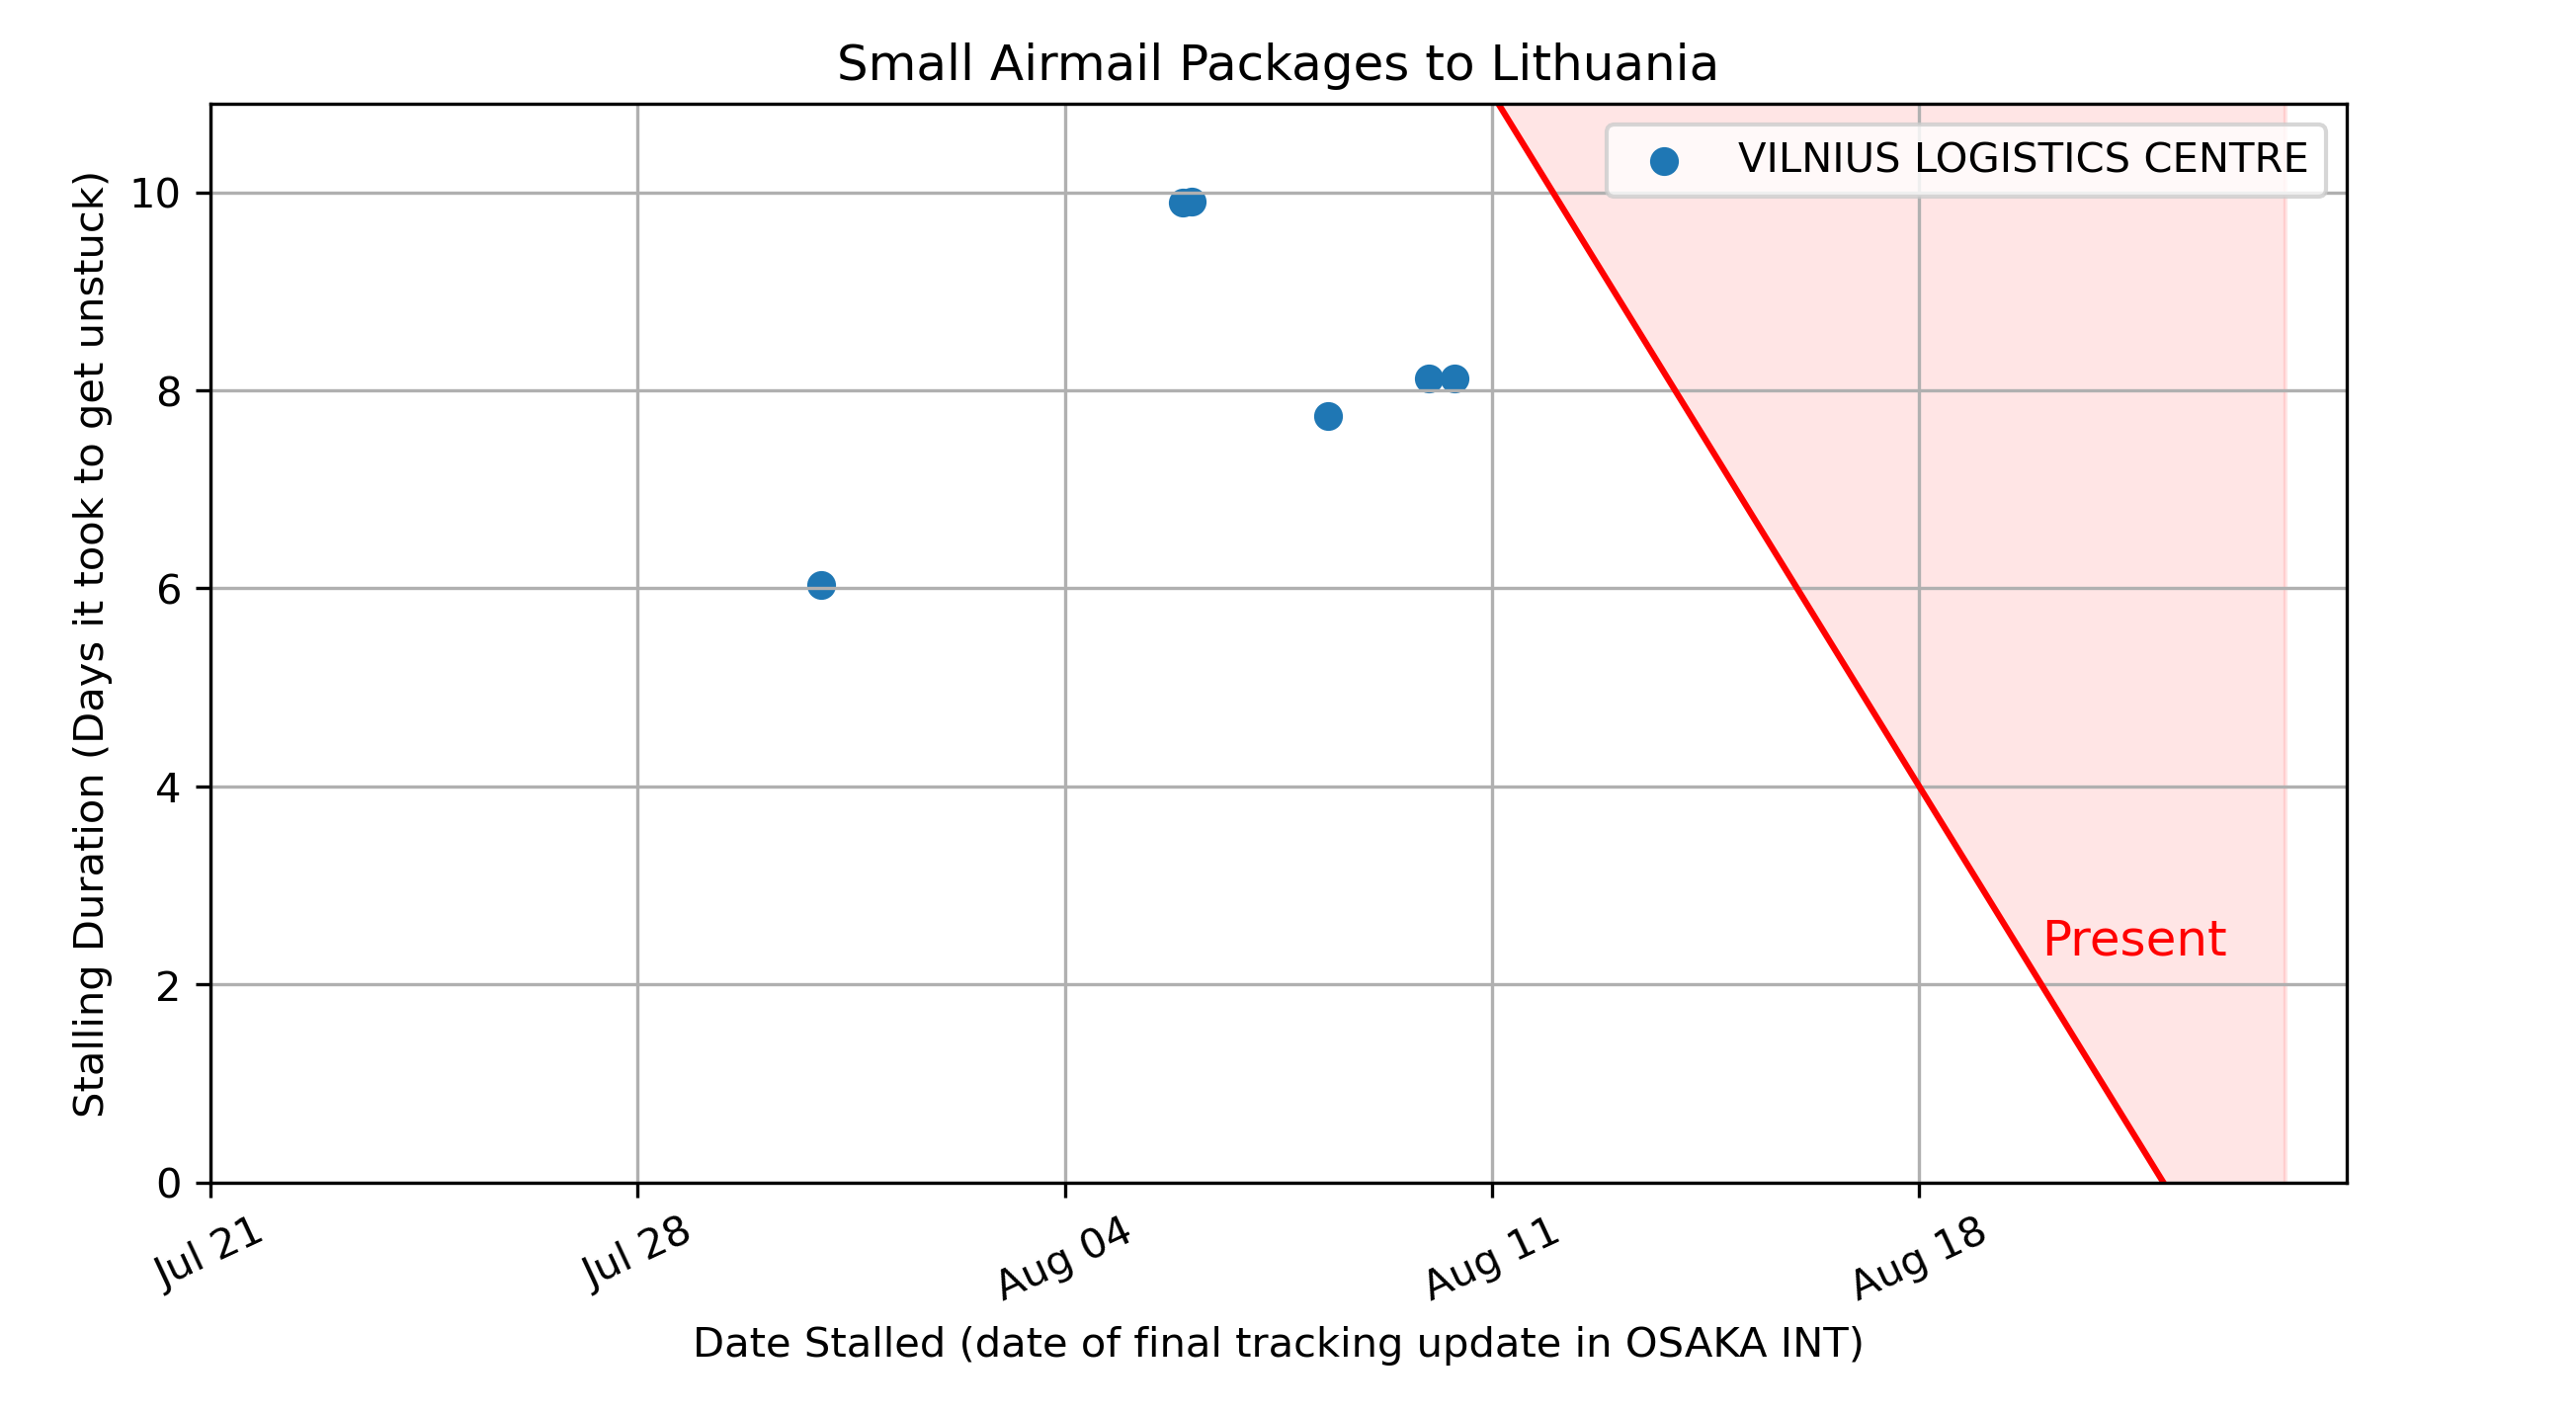 Small Airmail Packages to Lithuania
VILNIUS LOGISTICS CENTRE
Stalling Duration (Days it took to get unstuck)
10
8
6
4
2
0
Present
Jul 21
Jul 28
Aug 04
Aug 11
Aug 18
Date Stalled (date of final tracking update in OSAKA INT)